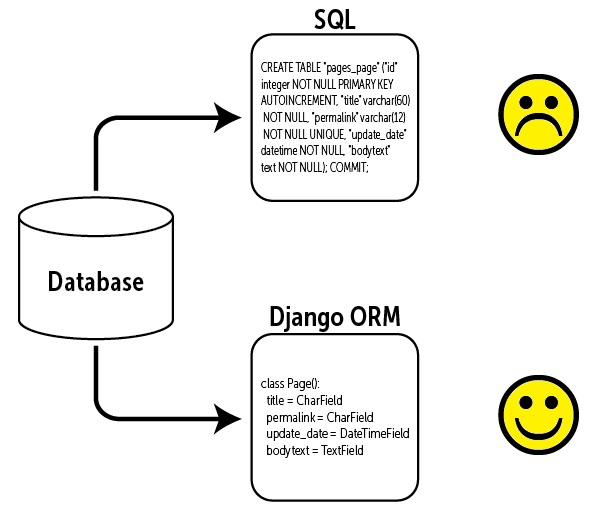 SQL
CREATE TABLE "pages_page" ("id"
integer NOT NULL PRIMARY KEY
AUTOINCREMENT, "title" varchar(60)
NOT NULL, "permalink" varchar(12)
NOT NULL UNIQUE, "update_date"
datetime NOT NULL, "bodytext"
text NOT NULL); COMMIT;
Database
Django ORM
class Page():
title = CharField
permalink = CharField
update_date = DateTimeField
bodytext = TextField